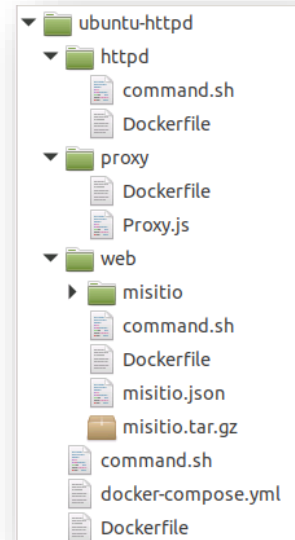 ubuntu-httpd
httpd
command.sh
Dockerfile
proxy
Dockerfile
Proxy.js
web
misitio
command.sh
Dockerfile
misitio.json
misitio.tar.gz
command.sh
docker-compose.yml
Dockerfile